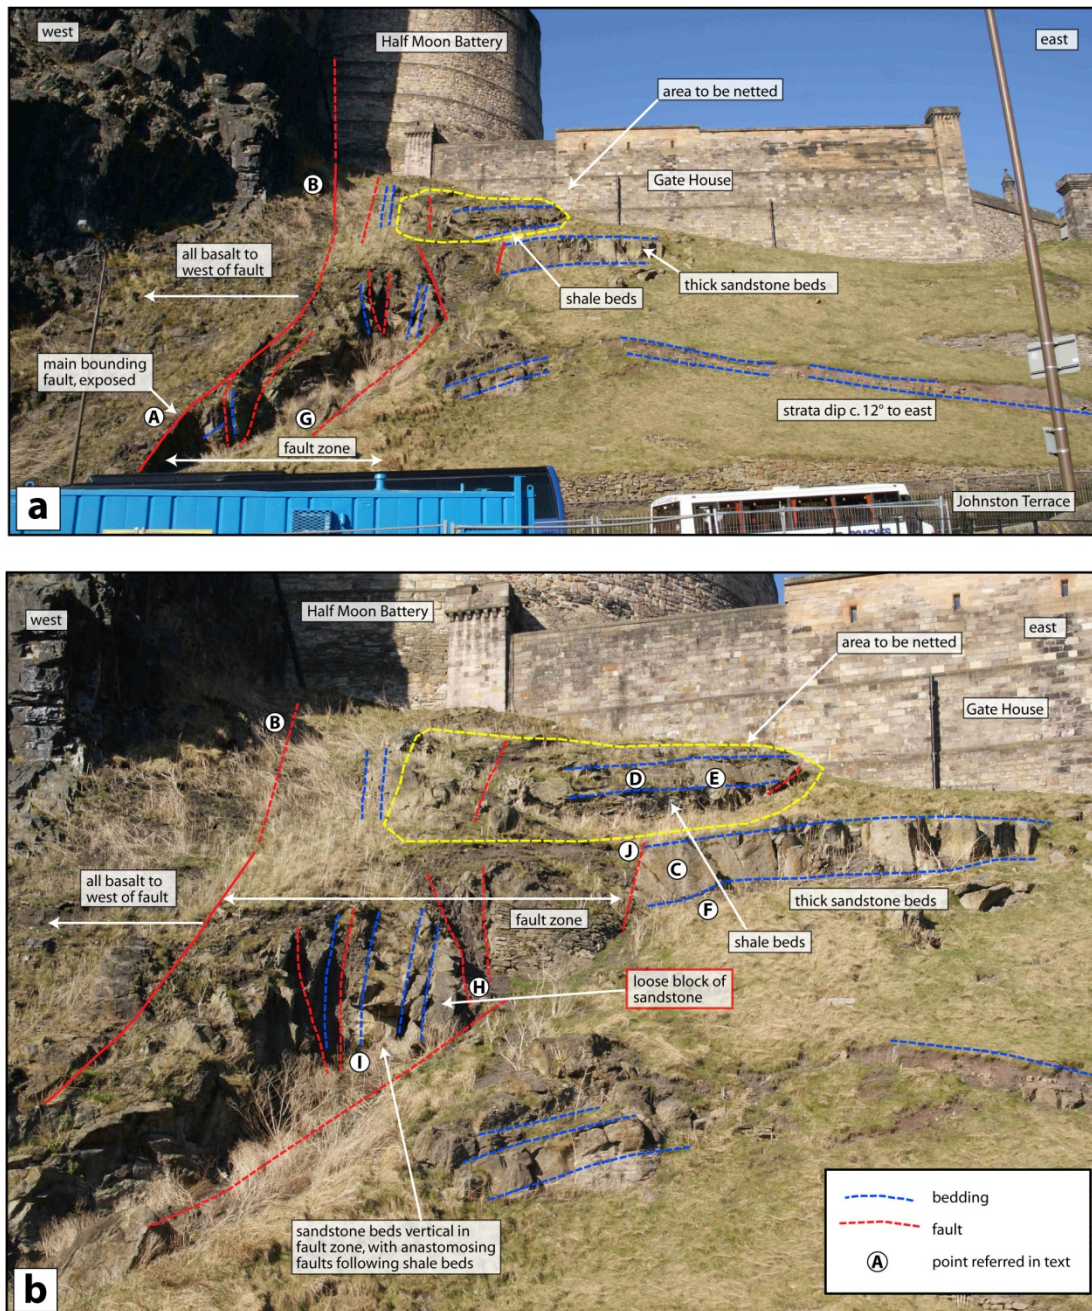 west
Half Moon Battery
east
area to be netted
B
Gate House
all basalt to
west of fault
thick sandstone beds
shale beds
main bounding
fault, exposed
A
G
strata dip c. 12° to east
fault zone
a
Johnston Terrace
COACHES
west
Half Moon Battery
east
area to be netted
B
Gate House
D
E
J
C
all basalt to
west of fault
fault zone
F
thick sandstone beds
shale beds
H
loose block of
sandstone
I
sandstone beds vertical in
fault zone, with anastomosing
faults following shale beds
bedding
fault
A
point referred in text
b